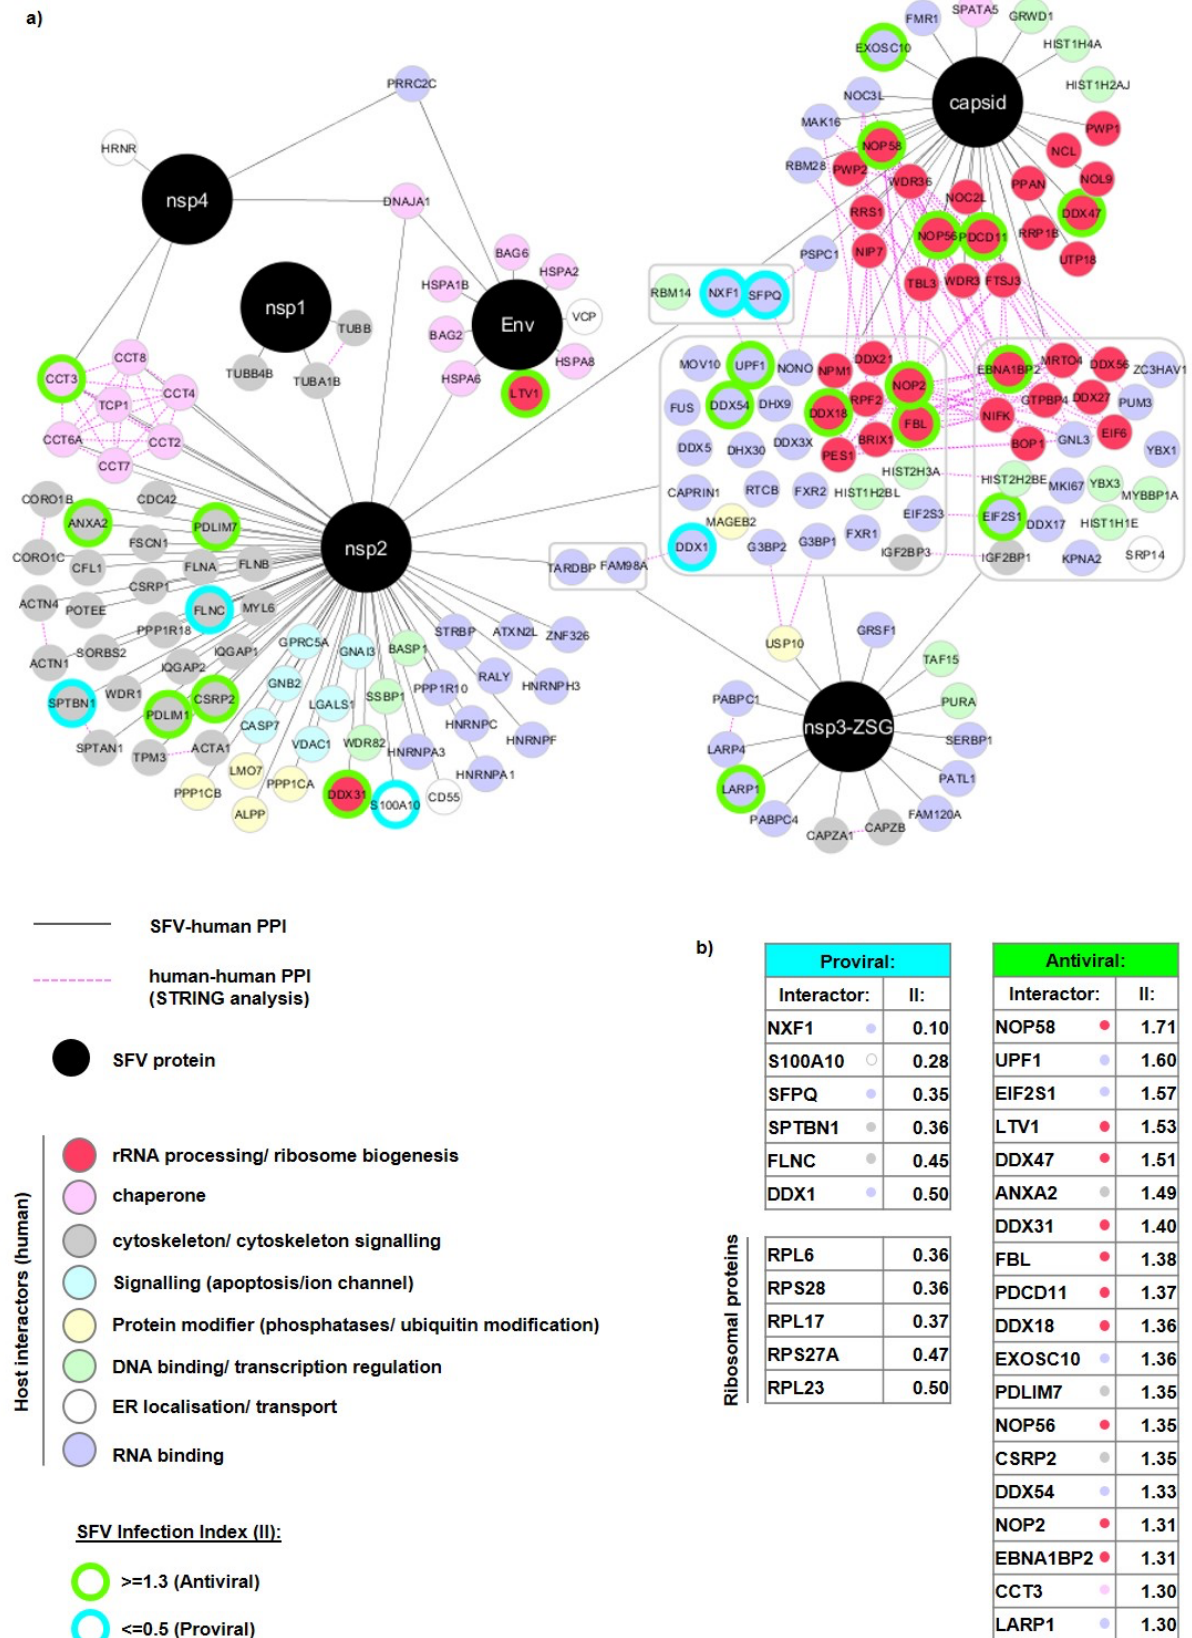 a)
SPATA5
FMR1
GRWD1
EXOSC10
HIST1H4A
PRRC2C
HIST1H2AJ
NOC3L
capsid
MAK16
PWP1
HRNR
NOP58
NCL
RBM28
PWP2
WDR36
PPAN
NOL9
nsp4
DNAJA1
NOC2L
RRS1
DDX47
NOP56
PDCD11
RRP1B
BAG6
PSPC1
NIP7
UTP18
HSPA1B
HSPA2
TBL3
WDR3
FTSJ3
RBM14
NXF1
SFPQ
nsp1
TUBB
Env
VCP
BAG2
HSPA8
CCT8
TUBB4B
TUBA1B
HSPA6
LTV1
CCT3
CCT4
TCP1
CCT6A
CCT2
CCT7
MOV10
UPF1
NONO
NPM1
DDX21
NOP2
EBNA1BP2
MRTO4
DDX56
ZC3HAV1
FUS
DDX54
DHX9
DDX18
RPF2
FBL
NIFK
GTPBP4
DDX27
PUM3
DDX5
DHX30
DDX3X
PES1
BRIX1
BOP1
GNL3
EIF6
YBX1
CAPRIN1
RTCB
FXR2
HIST1H2BL
HIST2H3A
HIST2H2BE
MKI67
YBX3
MYBBP1A
MAGEB2
EIF2S3
EIF2S1
DDX17
HIST1H1E
DDX1
G3BP2
G3BP1
FXR1
IGF2BP3
IGF2BP1
KPNA2
SRP14
CORO1B
CDC42
ANXA2
PDLIM7
nsp2
CORO1C
FSCN1
CFL1
FLNA
FLNB
TARDBP
FAM98A
ACTN4
POTEE
CSRP1
FLNC
MYL6
PPP1R18
GPRC5A
GNAI3
BASP1
STRBP
ATXN2L
ZNF326
ACTN1
SORBS2
IQGAP2
IQGAP1
USP10
GRSF1
SPTBN1
WDR1
PDLIM1
CSRP2
GNB2
LGALS1
SSBP1
PPP1R10
RALY
HNRNPH3
TAF15
PABPC1
PURA
CASP7
HNRNPC
HNRNPF
SPTAN1
TPM3
ACTA1
VDAC1
WDR82
HNRNPA3
nsp3-ZSG
LARP4
SERBP1
LMO7
PPP1CA
HNRNPA1
LARP1
PATL1
PPP1CB
ALPP
DDX31
S100A10
CD55
PABPC4
FAM120A
CAPZA1
CAPZB
SFV-human PPI
human-human PPI
(STRING analysis)
SFV protein
Host interactors (human)
rRNA processing/ ribosome biogenesis
chaperone
cytoskeleton/ cytoskeleton signalling
Signalling (apoptosis/ion channel)
Protein modifier (phosphatases/ ubiquitin modification)
DNA binding/ transcription regulation
ER localisation/ transport
RNA binding
SFV Infection Index (II):
>=1.3 (Antiviral)
<=0.5 (Proviral)
b)
Proviral:
Interactor: II:
NXF1 0.10
S100A10 0.28
SFPQ 0.35
SPTBN1 0.36
FLNC 0.45
DDX1 0.50
Ribosomal proteins
RPL6 0.36
RPS28 0.36
RPL17 0.37
RPS27A 0.47
RPL23 0.50
Antiviral:
Interactor: II:
NOP58 1.71
UPF1 1.60
EIF2S1 1.57
LTV1 1.53
DDX47 1.51
ANXA2 1.49
DDX31 1.40
FBL 1.38
PDCD11 1.37
DDX18 1.36
EXOSC10 1.36
PDLIM7 1.35
NOP56 1.35
CSRP2 1.35
DDX54 1.33
NOP2 1.31
EBNA1BP2 1.31
CCT3 1.30
LARP1 1.30